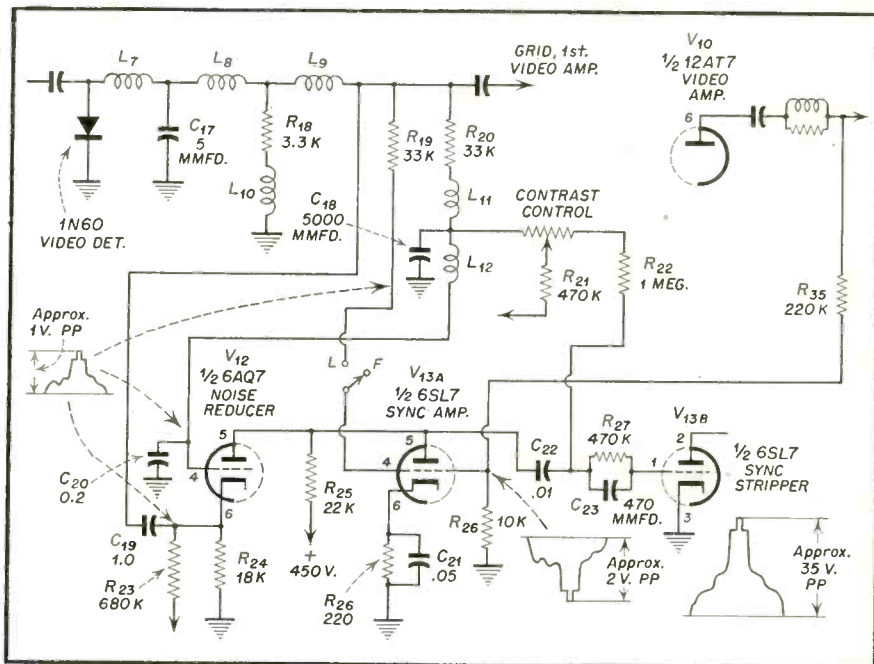 L7
L8
L9
GRID, 1st.
VIDEO AMP.
V10
½ 12AT7
VIDEO
AMP.
6
C17
5
MMFD.
R18
3.3 K
R19
33 K
R20
33 K
L10
C18
5000
MMFD.
L11
CONTRAST
CONTROL
1N60
VIDEO DET.
L12
R21
470 K
R22
1 MEG.
R35
220 K
Approx.
1 V. PP
L
F
V12
½ 6AQ7
NOISE
REDUCER
V13A
½ 6SL7
SYNC AMP.
R27
470 K
V13B
½ 6SL7
SYNC
STRIPPER
5
5
2
C22
.01
4
4
1
C20
0.2
6
R25
22 K
6
C23
470
MMFD.
3
C19
1.0
R26
10 K
R24
18 K
+
450 V.
C21
.05
Approx.
2 V. PP
Approx.
35 V.
PP
R23
680 K
R26
220